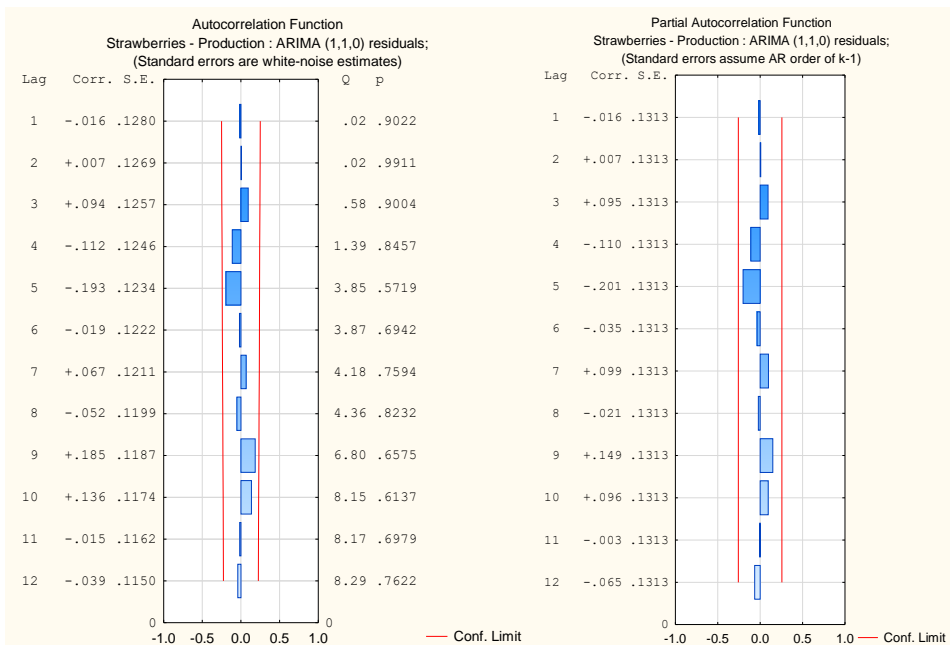 Autocorrelation Function
Strawberries - Production : ARIMA (1,1,0) residuals;
(Standard errors are white-noise estimates)
Lag Corr. S.E. Q p
1 -.016 .1280 .02 .9022
2 +.007 .1269 .02 .9911
3 +.094 .1257 .58 .9004
4 -.112 .1246 1.39 .8457
5 -.193 .1234 3.85 .5719
6 -.019 .1222 3.87 .6942
7 +.067 .1211 4.18 .7594
8 -.052 .1199 4.36 .8232
9 +.185 .1187 6.80 .6575
10 +.136 .1174 8.15 .6137
11 -.015 .1162 8.17 .6979
12 -.039 .1150 8.29 .7622
0 0
-1.0 -0.5 0.0 0.5 1.0
Conf. Limit
Partial Autocorrelation Function
Strawberries - Production : ARIMA (1,1,0) residuals;
(Standard errors assume AR order of k-1)
Lag Corr. S.E.
1 -.016 .1313
2 +.007 .1313
3 +.095 .1313
4 -.110 .1313
5 -.201 .1313
6 -.035 .1313
7 +.099 .1313
8 -.021 .1313
9 +.149 .1313
10 +.096 .1313
11 -.003 .1313
12 -.065 .1313
0
-1.0 -0.5 0.0 0.5 1.0
Conf. Limit